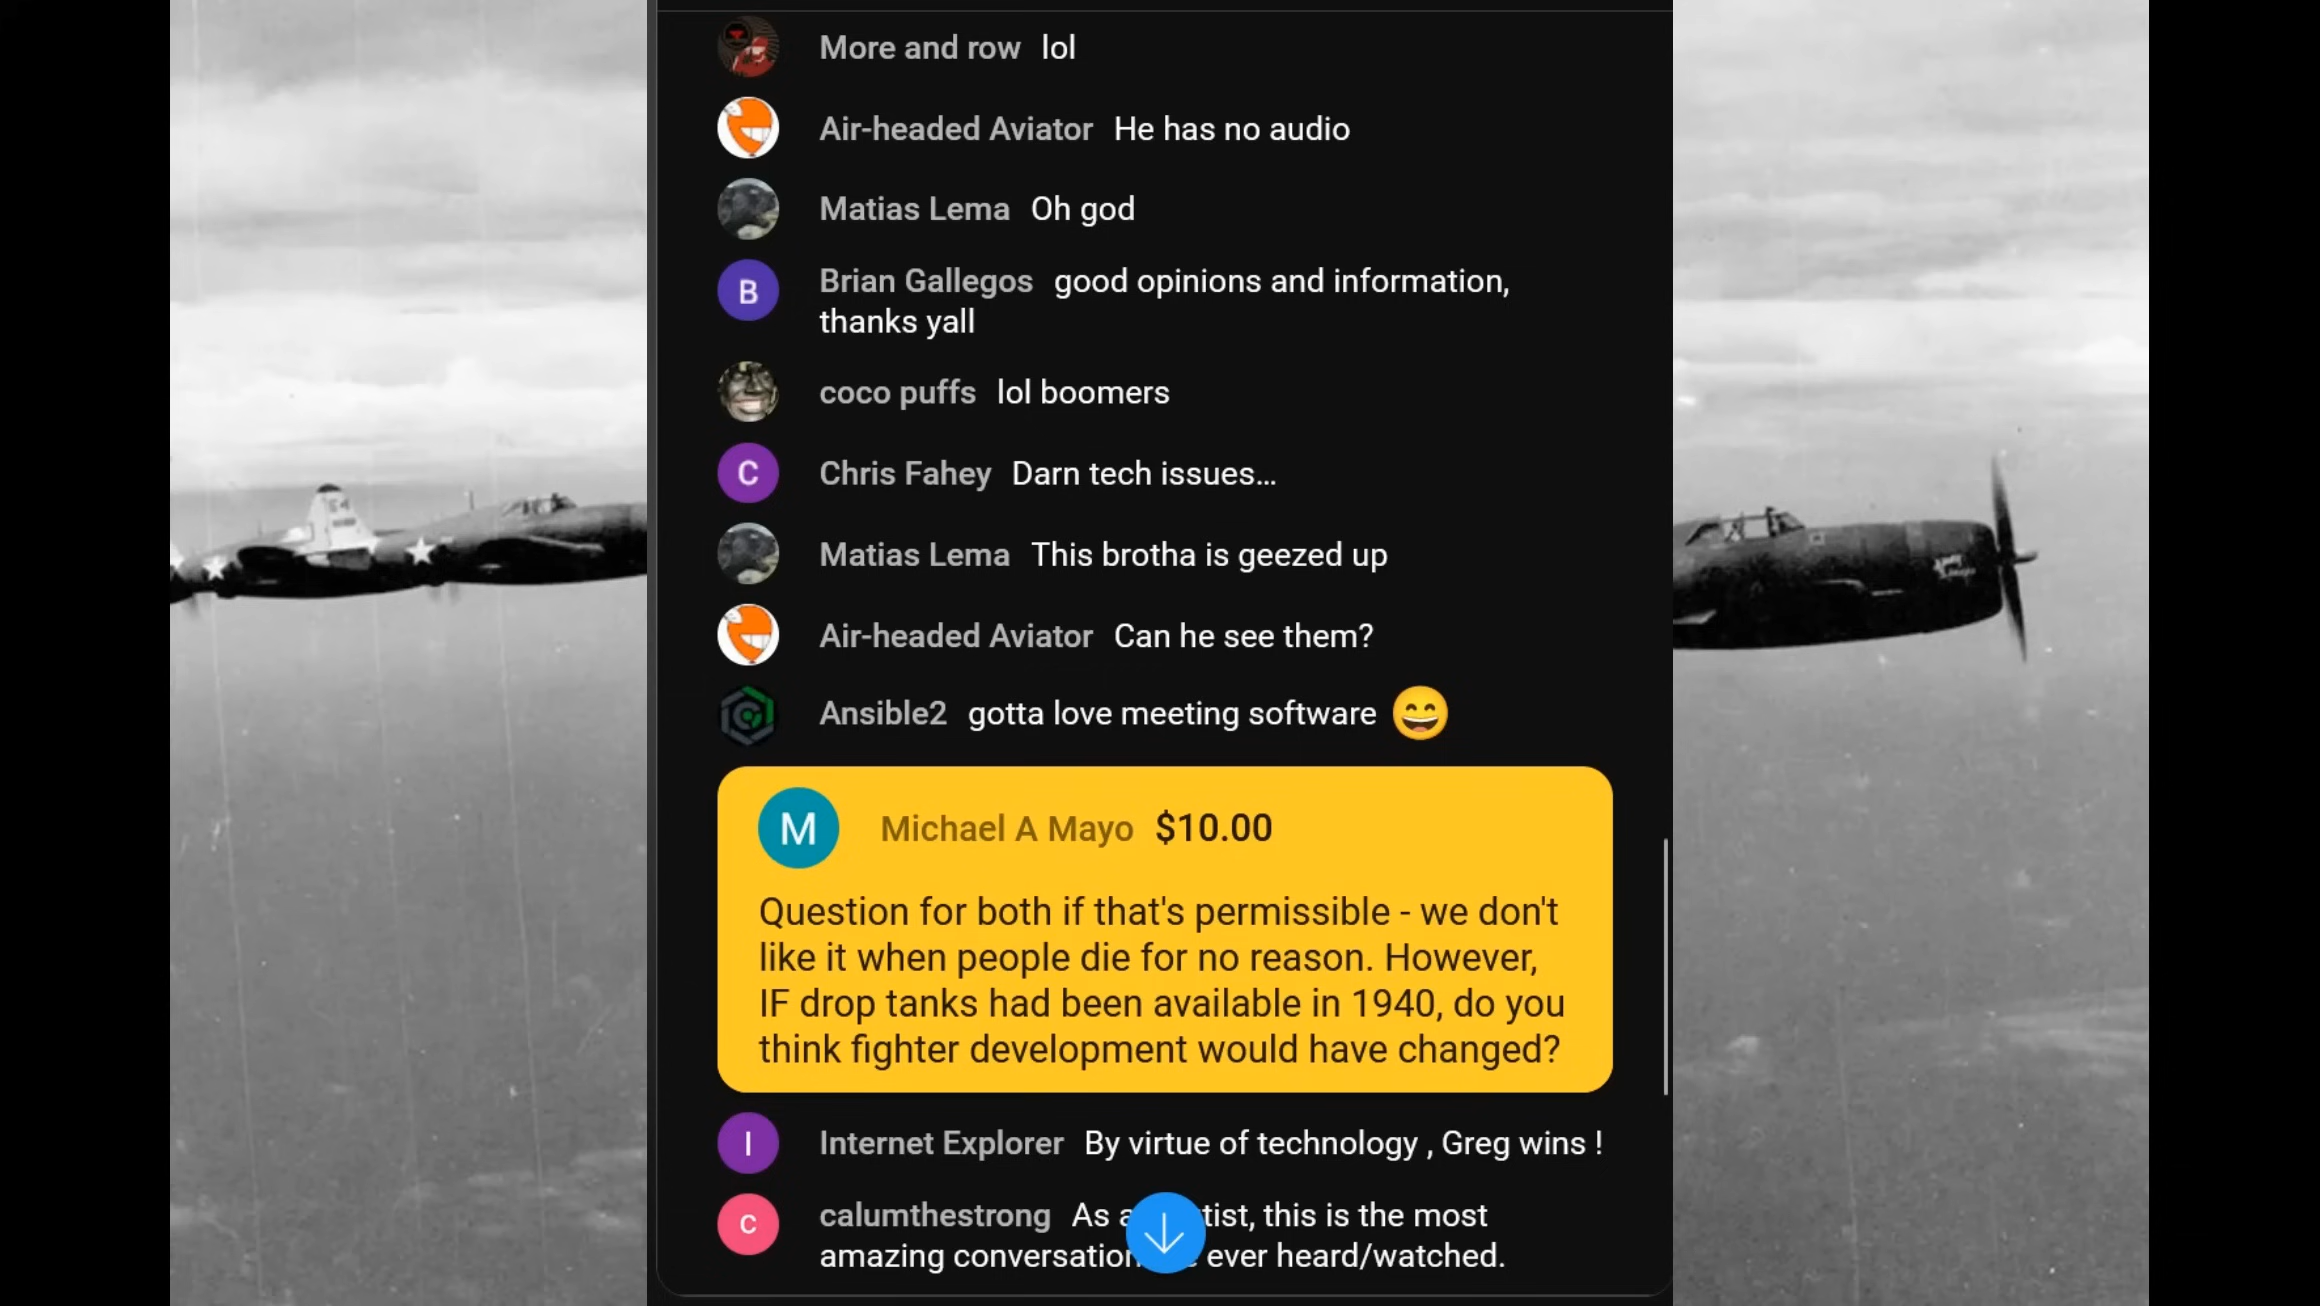 More and row lol
Air-headed Aviator He has no audio
Matias Lema Oh god
B Brian Gallegos good opinions and information,
thanks yall
coco puffs lol boomers
C Chris Fahey Darn tech issues...
Matias Lema This brotha is geezed up
Air-headed Aviator Can he see them?
Ansible2 gotta love meeting software 😄
M Michael A Mayo $10.00
Question for both if that's permissible - we don't
like it when people die for no reason. However,
IF drop tanks had been available in 1940, do you
think fighter development would have changed?
I Internet Explorer By virtue of technology , Greg wins !
C calumthestrong As this is the most
amazing ever heard/watched.